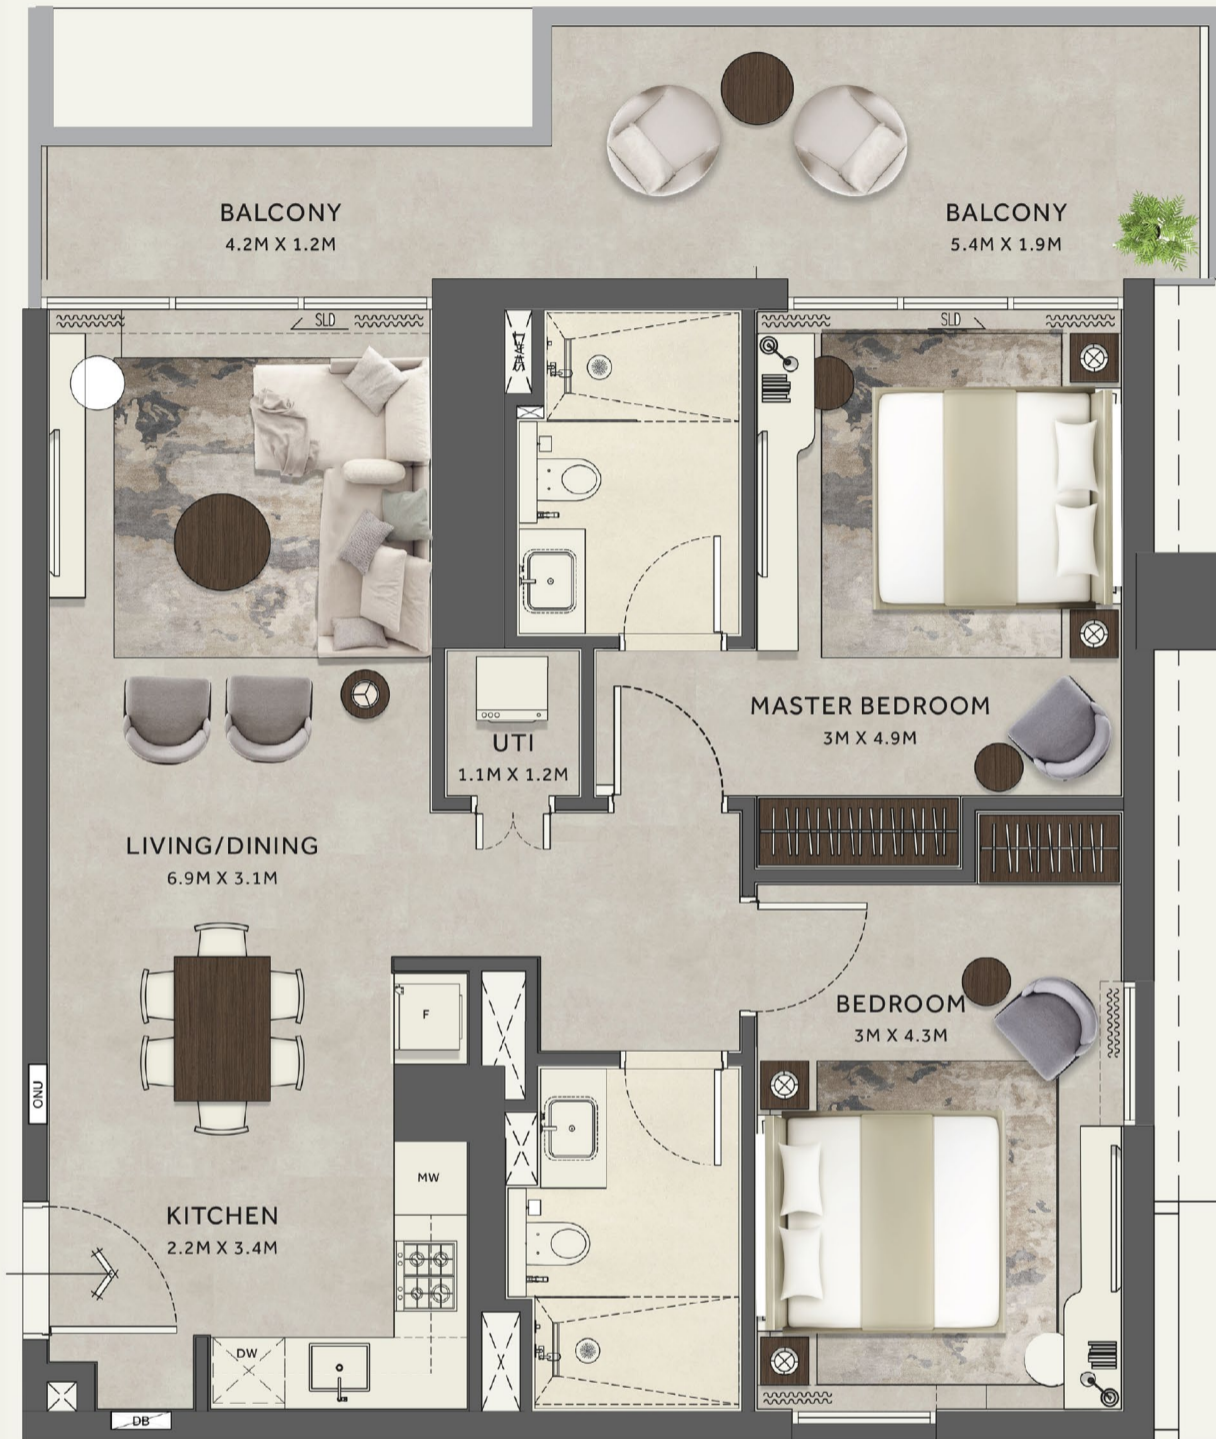 BALCONY
4.2M X 1.2M
BALCONY
5.4M X 1.9M
SLD
SHAFT
SLD
UTI
1.1M X 1.2M
MASTER BEDROOM
3M X 4.9M
LIVING/DINING
6.9M X 3.1M
F
BEDROOM
3M X 4.3M
ONU
MW
KITCHEN
2.2M X 3.4M
DW
DB